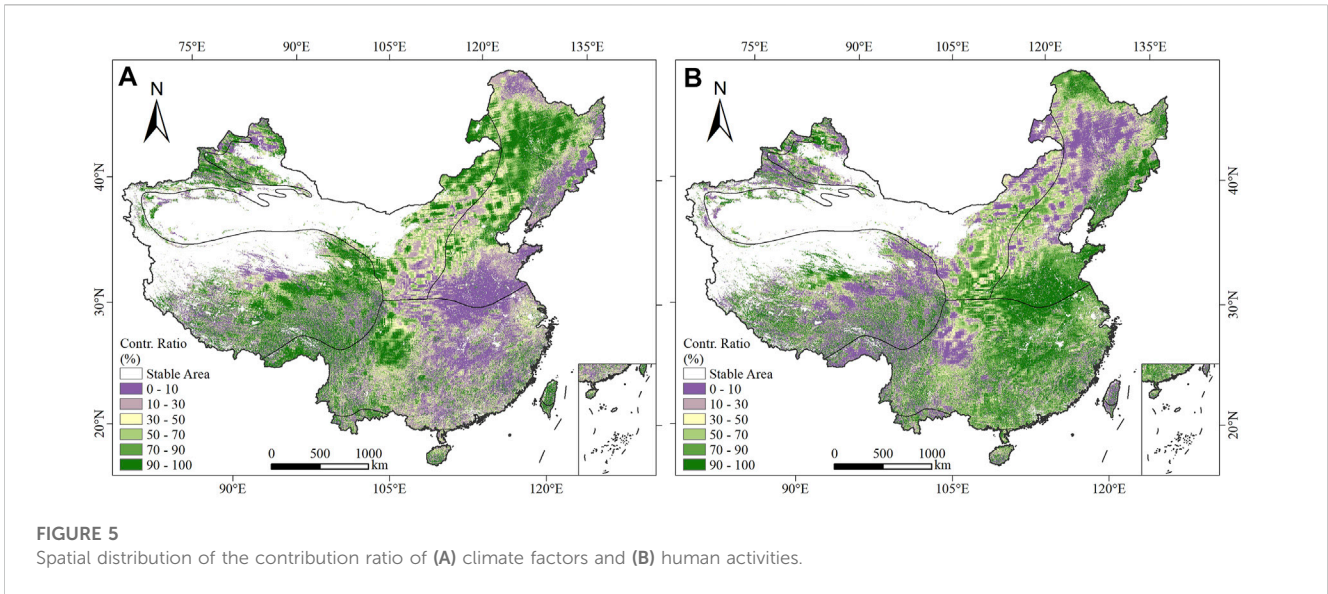 75°E 90°E 105°E 120°E 135°E
A
N
40°N
30°N
20°N
Contr. Ratio
(%)
Stable Area
0 - 10
10 - 30
30 - 50
50 - 70
70 - 90
90 - 100
0 500 1000
km
90°E 105°E 120°E
75°E 90°E 105°E 120°E 135°E
B
N
40°N
30°N
20°N
Contr. Ratio
(%)
Stable Area
0 - 10
10 - 30
30 - 50
50 - 70
70 - 90
90 - 100
0 500 1000
km
90°E 105°E 120°E
FIGURE 5
Spatial distribution of the contribution ratio of (A) climate factors and (B) human activities.